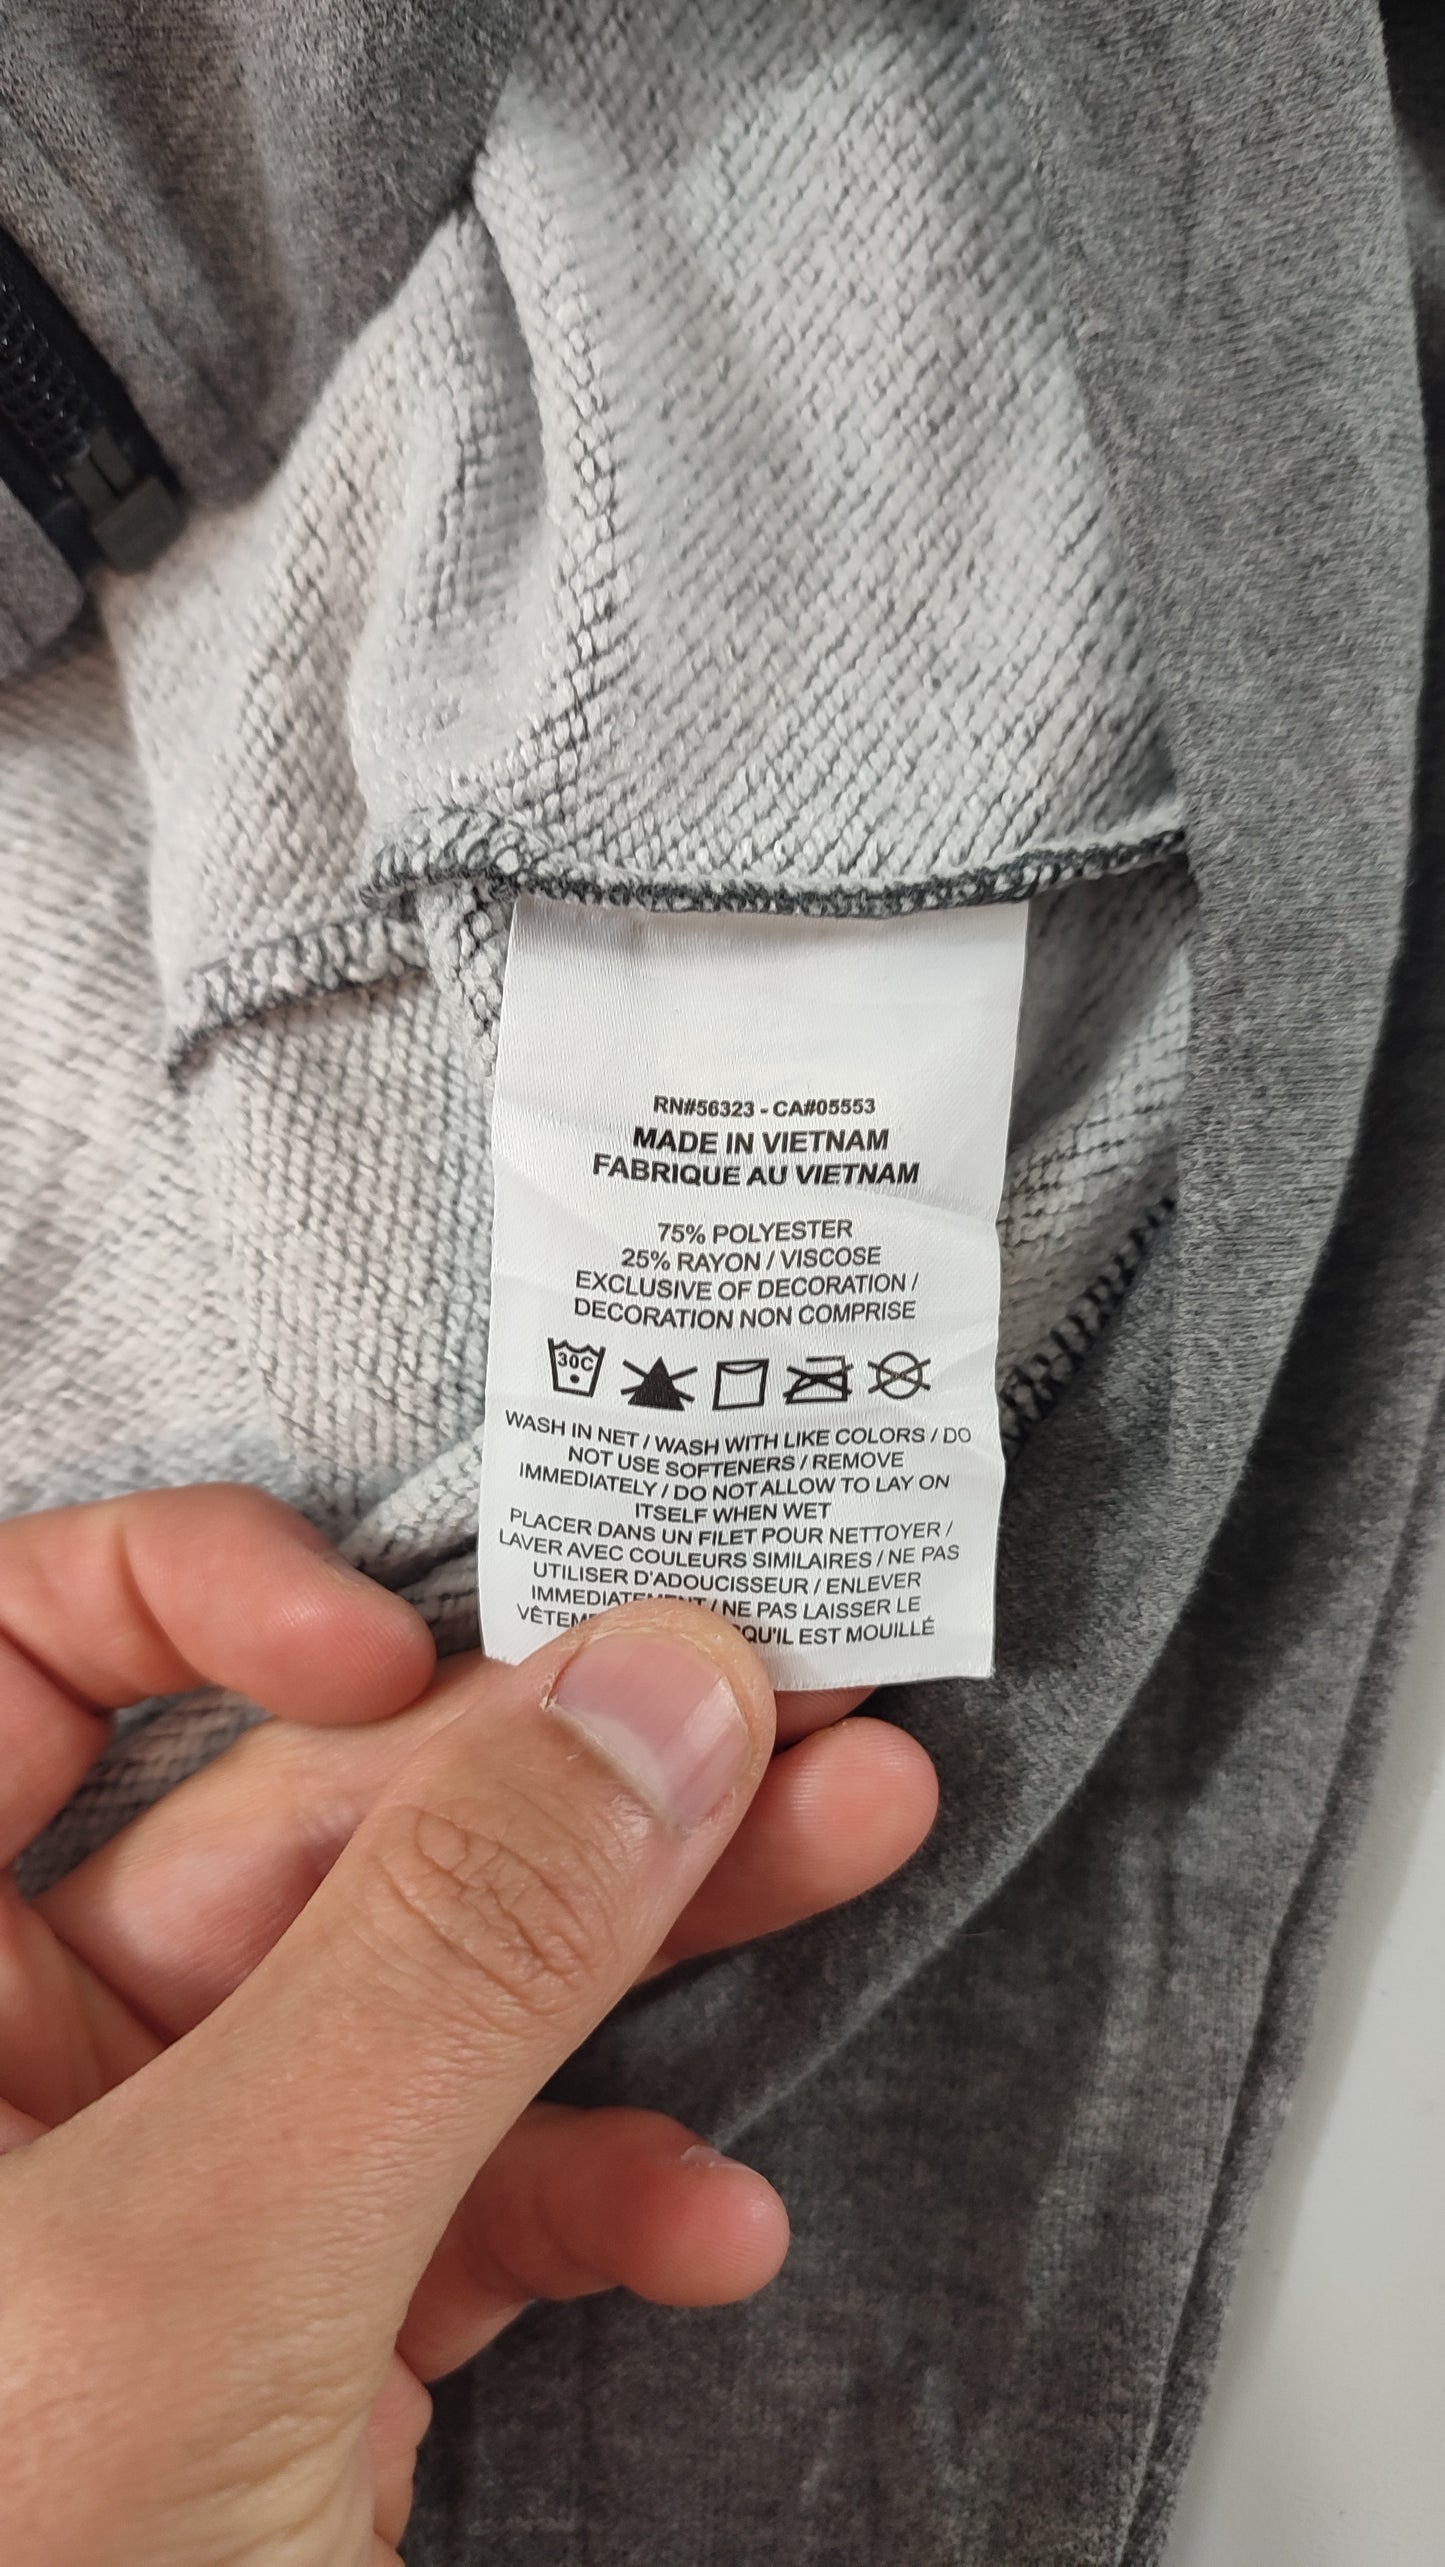 RN#56323 - CA#05553
MADE IN VIETNAM
FABRIQUE AU VIETNAM
75% POLYESTER
25% RAYON / VISCOSE
EXCLUSIVE OF DECORATION /
DECORATION NON COMPRISE
30C
WASH IN NET / WASH WITH LIKE COLORS / DO
NOT USE SOFTENERS / REMOVE
IMMEDIATELY / DO NOT ALLOW TO LAY ON
ITSELF WHEN WET
PLACER DANS UN FILET POUR NETTOYER /
LAVER AVEC COULEURS SIMILAIRES / NE PAS
UTILISER D'ADOUCISSEUR / ENLEVER
IMMEDIATEMENT / NE PAS LAISSER LE
EST MOUILLÉ